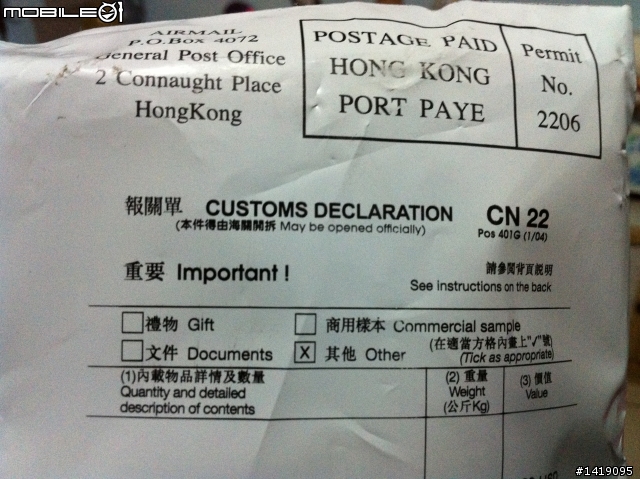 MOBILE01
AIRMAIL
P.O.Box 4072
General Post Office
2 Connaught Place
HongKong
POSTAGE PAID
HONG KONG
PORT PAYE
Permit
No.
2206
報關單 CUSTOMS DECLARATION CN 22
(本件得由海關開拆 May be opened officially) Pos 401G (1/04)
重要 Important !
請參閱背頁説明
See instructions on the back
禮物 Gift
商用樣本 Commercial sample
文件 Documents
X 其他 Other
(在適當方格內畫上"✓"號)
(Tick as appropriate)
(1)內載物品詳情及數量
Quantity and detailed
description of contents
(2) 重量
Weight
(公斤Kg)
(3) 價值
Value
#1419095